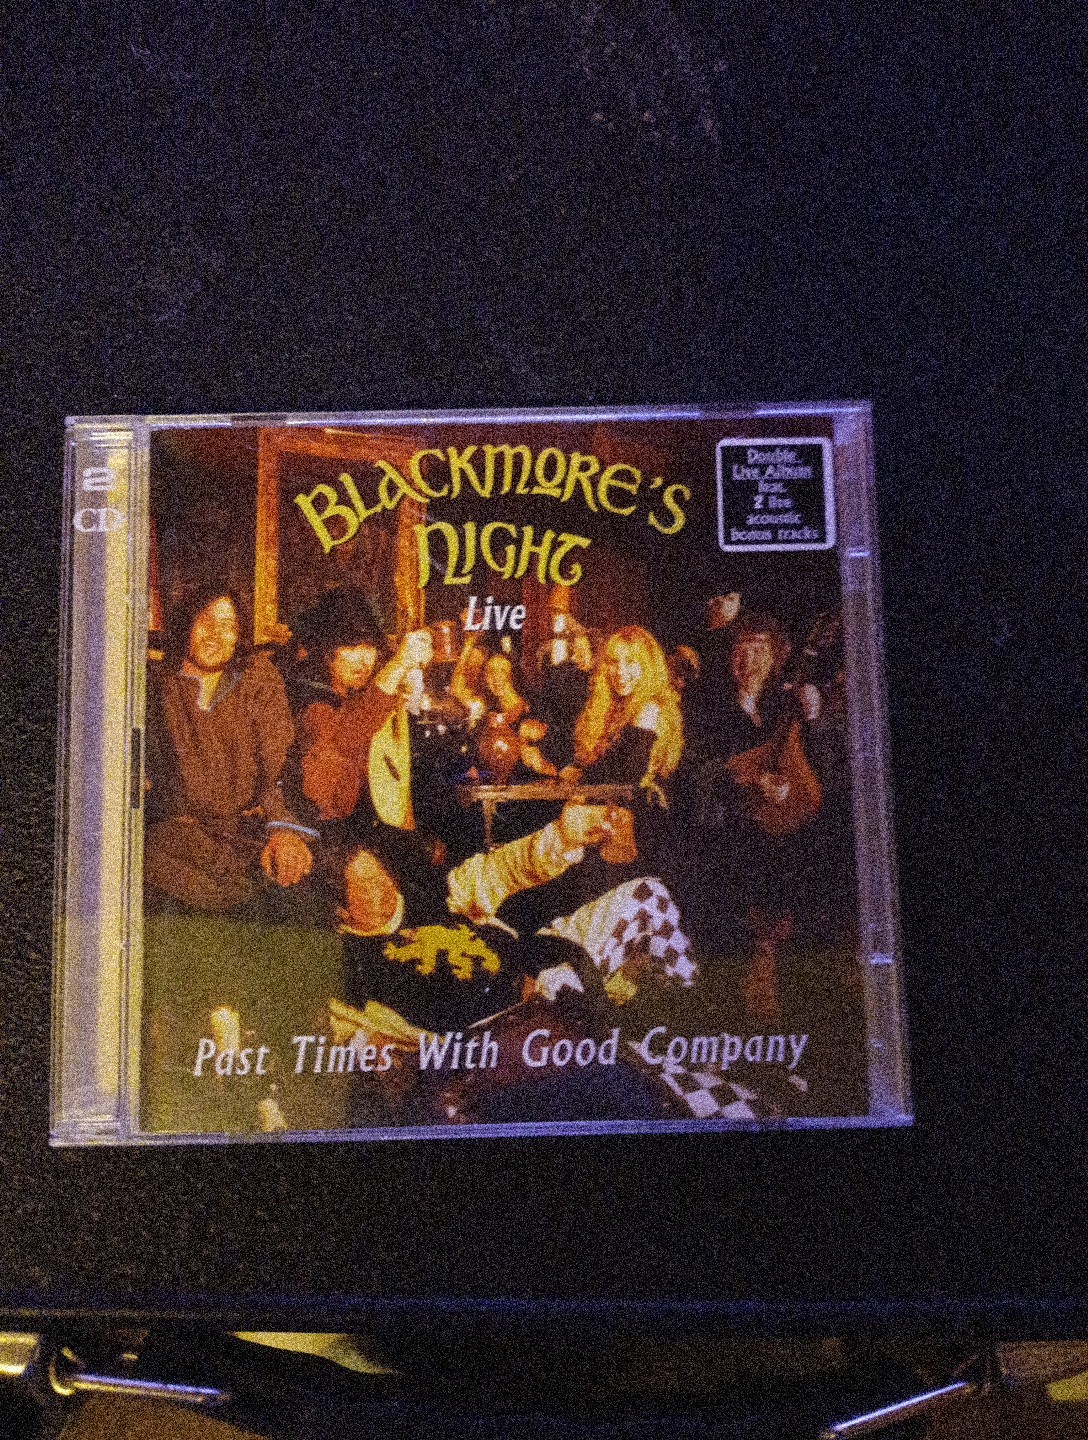 2
CD
BLACKMORE'S
NIGHT
Live
Double
Live Album
feat.
2 live
acoustic
bonus tracks
Past Times With Good Company